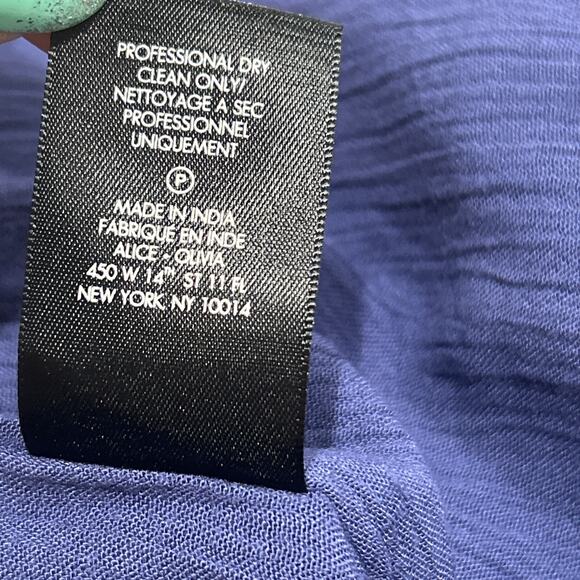 PROFESSIONAL DRY
CLEAN ONLY/
NETTOYAGE A SEC
PROFESSIONNEL
UNIQUEMENT
P
MADE IN INDIA
FABRIQUE EN INDE
ALICE + OLIVIA
450 W 14TH ST 11 FL
NEW YORK, NY 10014